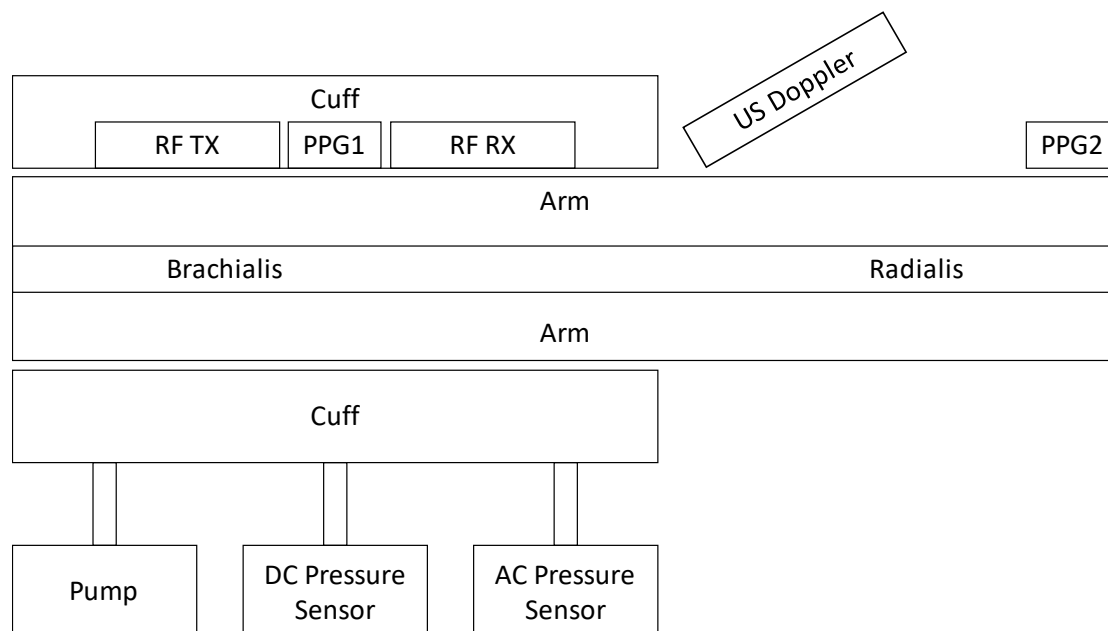 Cuff
US Doppler
RF TX
PPG1
RF RX
PPG2
Arm
Brachialis
Radialis
Arm
Cuff
Pump
DC Pressure
Sensor
AC Pressure
Sensor